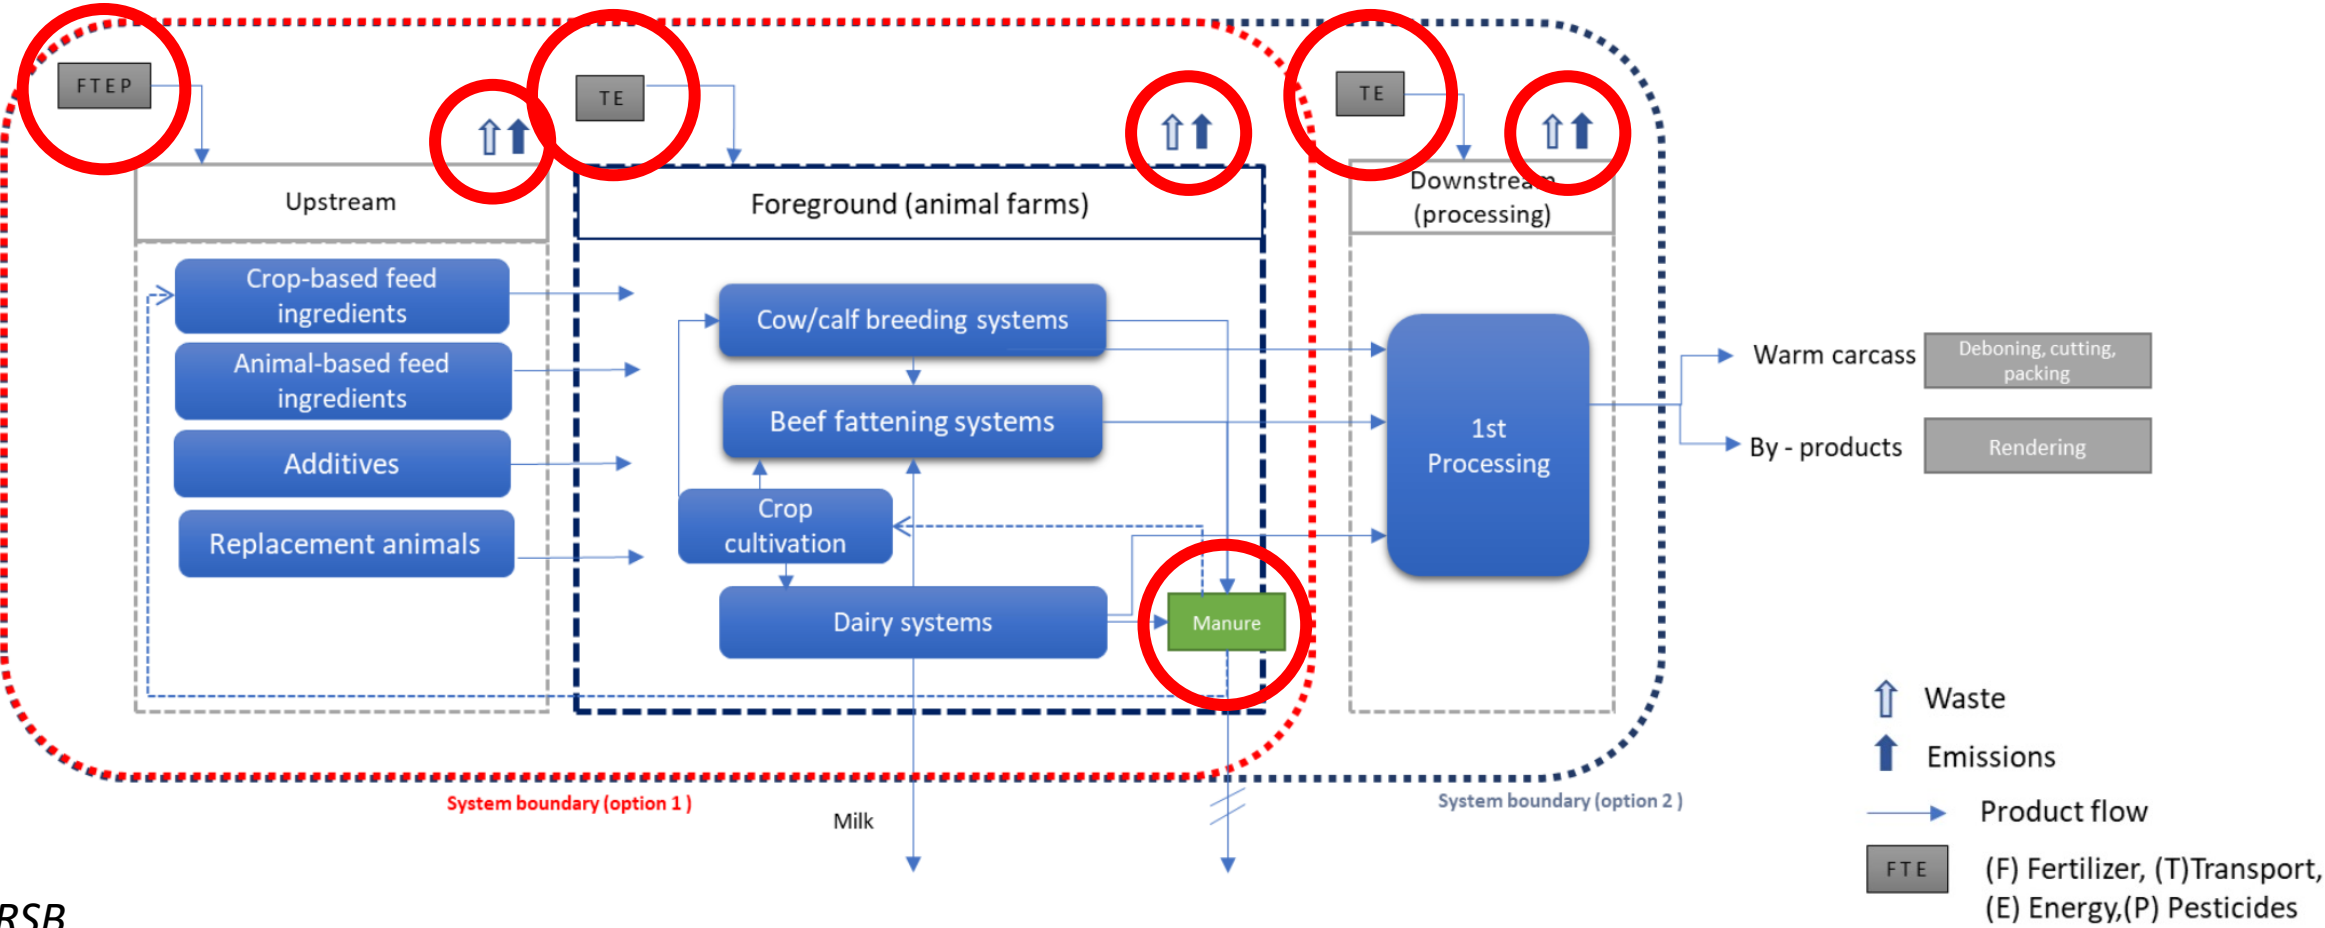 FTEP
TE
TE
Upstream
Foreground (animal farms)
Downstream
(processing)
Crop-based feed
ingredients
Animal-based feed
ingredients
Additives
Replacement animals
Cow/calf breeding systems
Beef fattening systems
Crop
cultivation
Dairy systems
Manure
1st
Processing
Warm carcass
Deboning, cutting,
packing
By - products
Rendering
System boundary (option 1 )
Milk
System boundary (option 2 )
Waste
Emissions
Product flow
FTE
(F) Fertilizer, (T)Transport,
(E) Energy,(P) Pesticides
RSB